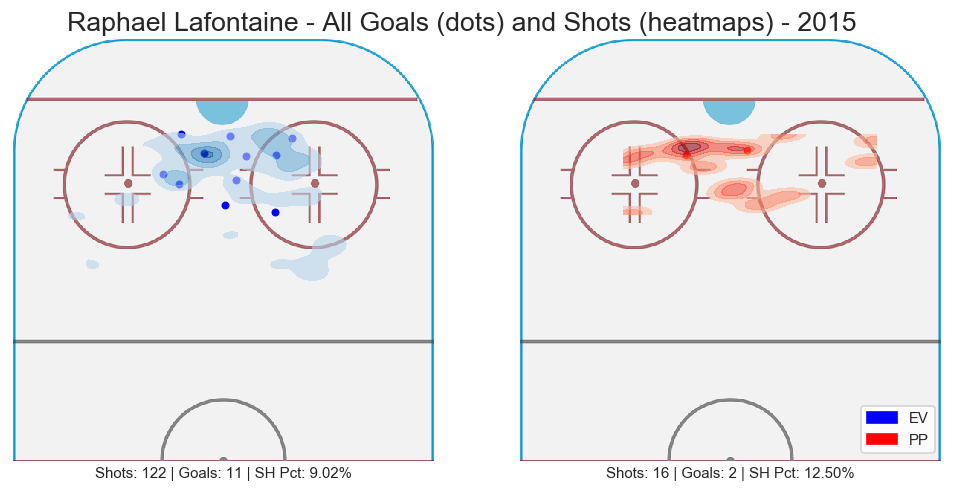 Raphael Lafontaine - All Goals (dots) and Shots (heatmaps) - 2015
EV
PP
Shots: 122 | Goals: 11 | SH Pct: 9.02%
Shots: 16 | Goals: 2 | SH Pct: 12.50%